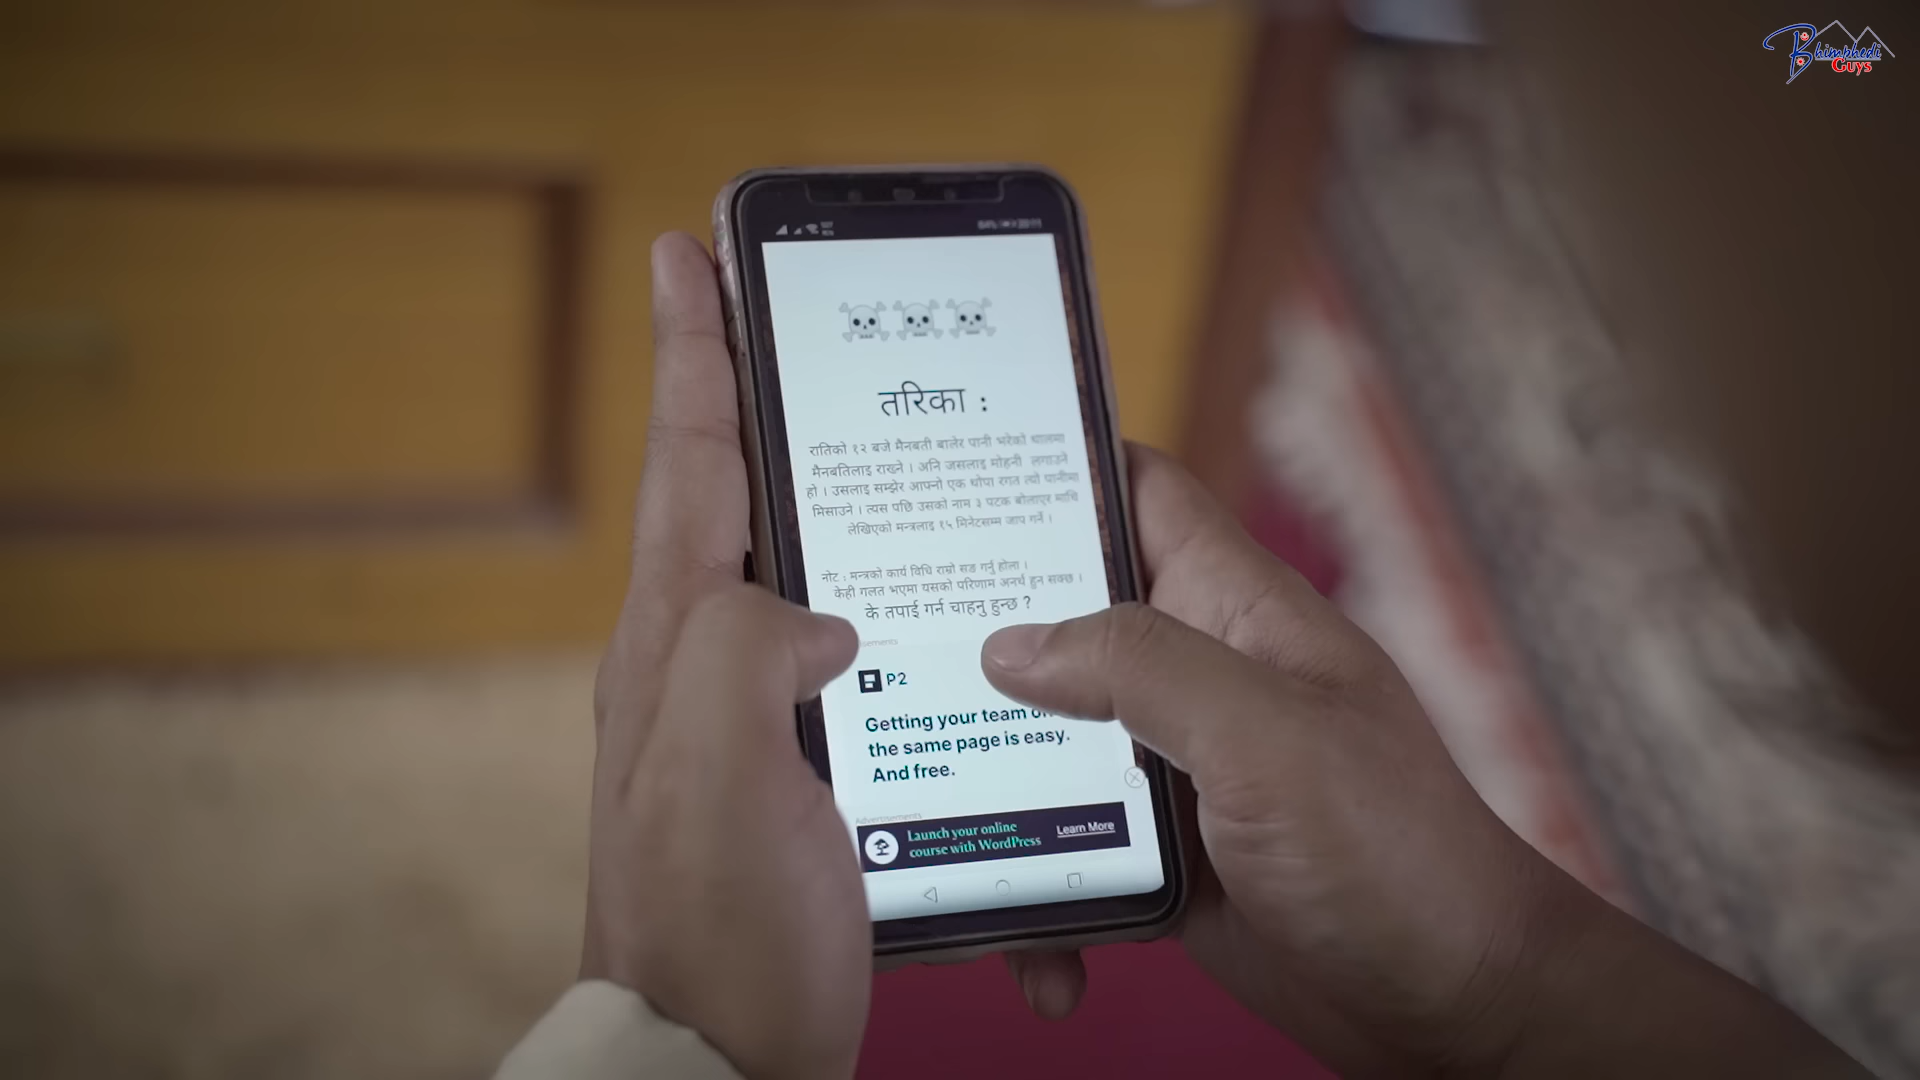 Bhimphedi
Guys
तरिका :
रातिको १२ बजे मैनबती बालेर पानी भरेको थालमा
मैनबतिलाइ राख्ने । अनि जसलाइ मोहनी लगाउने
हो । उसलाइ सम्झेर आफ्नो एक थोपा रगत त्यो पानीमा
मिसाउने । त्यस पछि उसको नाम ३ पटक बोलाएर माथि
लेखिएको मन्त्रलाइ १५ मिनेटसम्म जाप गर्ने ।
नोट : मन्त्रको कार्य विधि राम्रो सङ गर्नु होला ।
केही गलत भएमा यसको परिणाम अनर्थ हुन सक्छ ।
के तपाई गर्न चाहनु हुन्छ ?
P2
Getting your team on
the same page is easy.
And free.
Advertisements
Launch your online
course with WordPress
Learn More